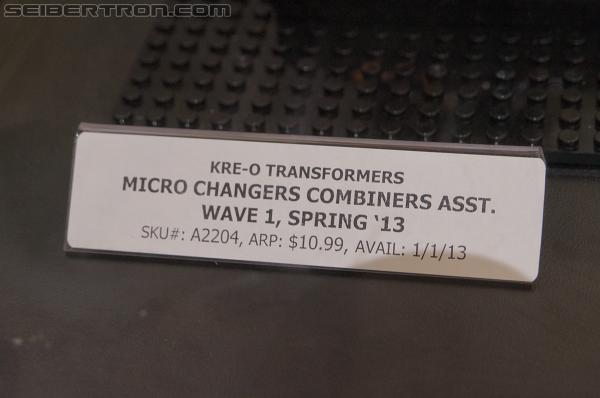 SEIBERTRON.COM
KRE-O TRANSFORMERS
MICRO CHANGERS COMBINERS ASST.
WAVE 1, SPRING ‘13
SKU#: A2204, ARP: $10.99, AVAIL: 1/1/13